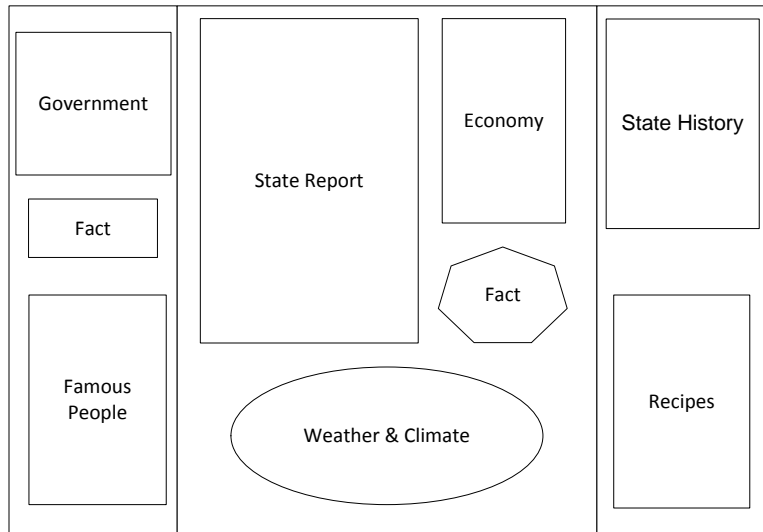 Government
Fact
Famous
People
State Report
Economy
Fact
Weather & Climate
State History
Recipes